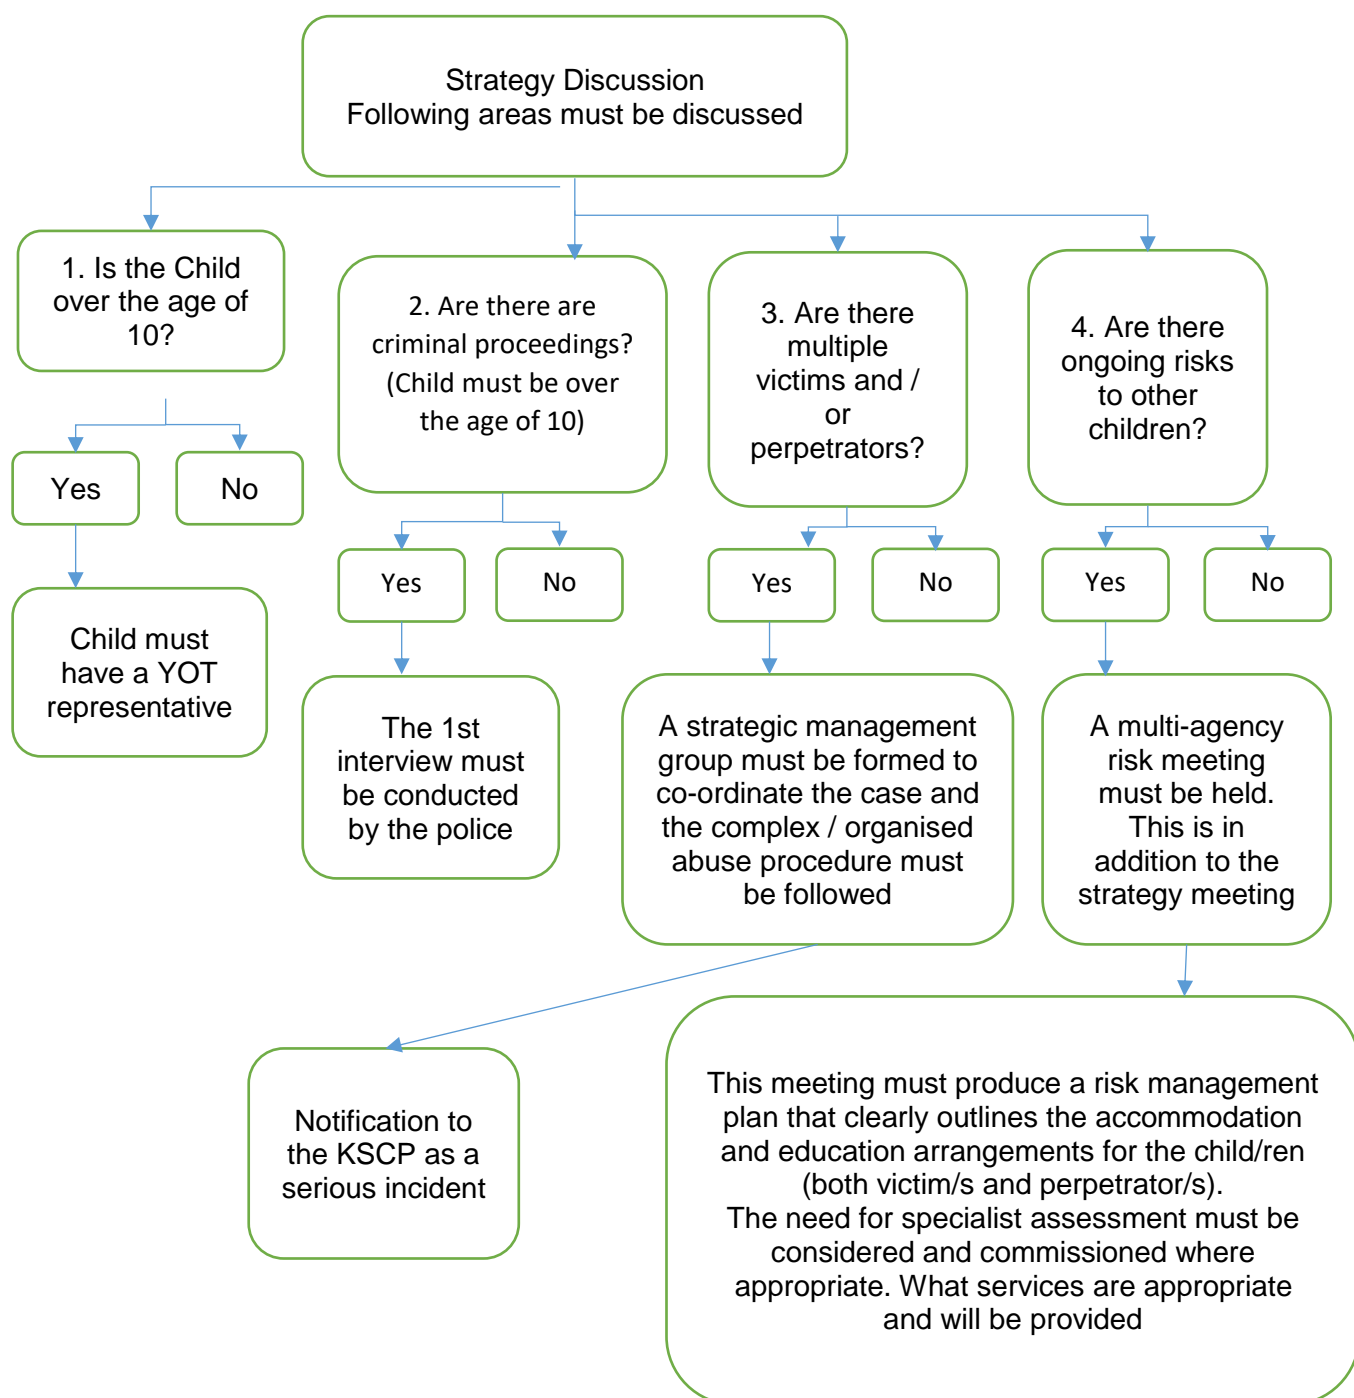 Strategy Discussion
Following areas must be discussed
1. Is the Child
over the age of
10?
Yes
No
Child must
have a YOT
representative
2. Are there are
criminal proceedings?
(Child must be over
the age of 10)
Yes
No
The 1st
interview must
be conducted
by the police
3. Are there
multiple
victims and /
or
perpetrators?
Yes
No
A strategic management
group must be formed to
co-ordinate the case and
the complex / organised
abuse procedure must
be followed
Notification to
the KSCP as a
serious incident
4. Are there
ongoing risks
to other
children?
Yes
No
A multi-agency
risk meeting
must be held.
This is in
addition to the
strategy meeting
This meeting must produce a risk management
plan that clearly outlines the accommodation
and education arrangements for the child/ren
(both victim/s and perpetrator/s).
The need for specialist assessment must be
considered and commissioned where
appropriate. What services are appropriate
and will be provided